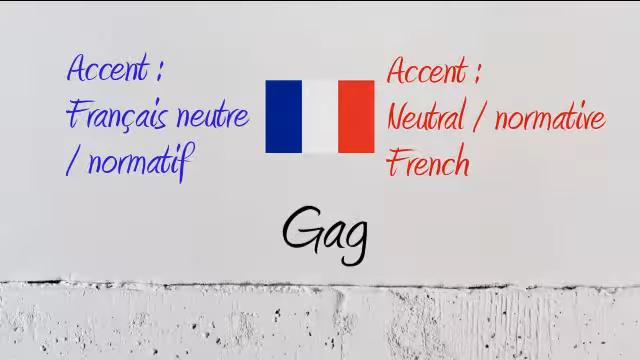 Accent :
Français neutre
/ normatif
Accent :
Neutral / normative
French
Gag